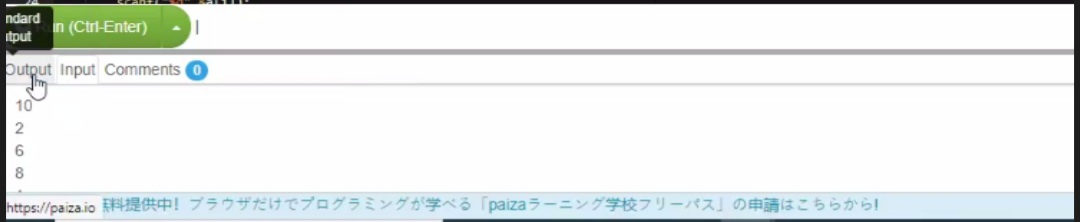 ndard
tput
un (Ctrl-Enter)
Output Input Comments 0
10
2
6
8
https://paiza.io 無料提供中！ブラウザだけでプログラミングが学べる「paizaラーニング学校フリーパス」の申請はこちらから!